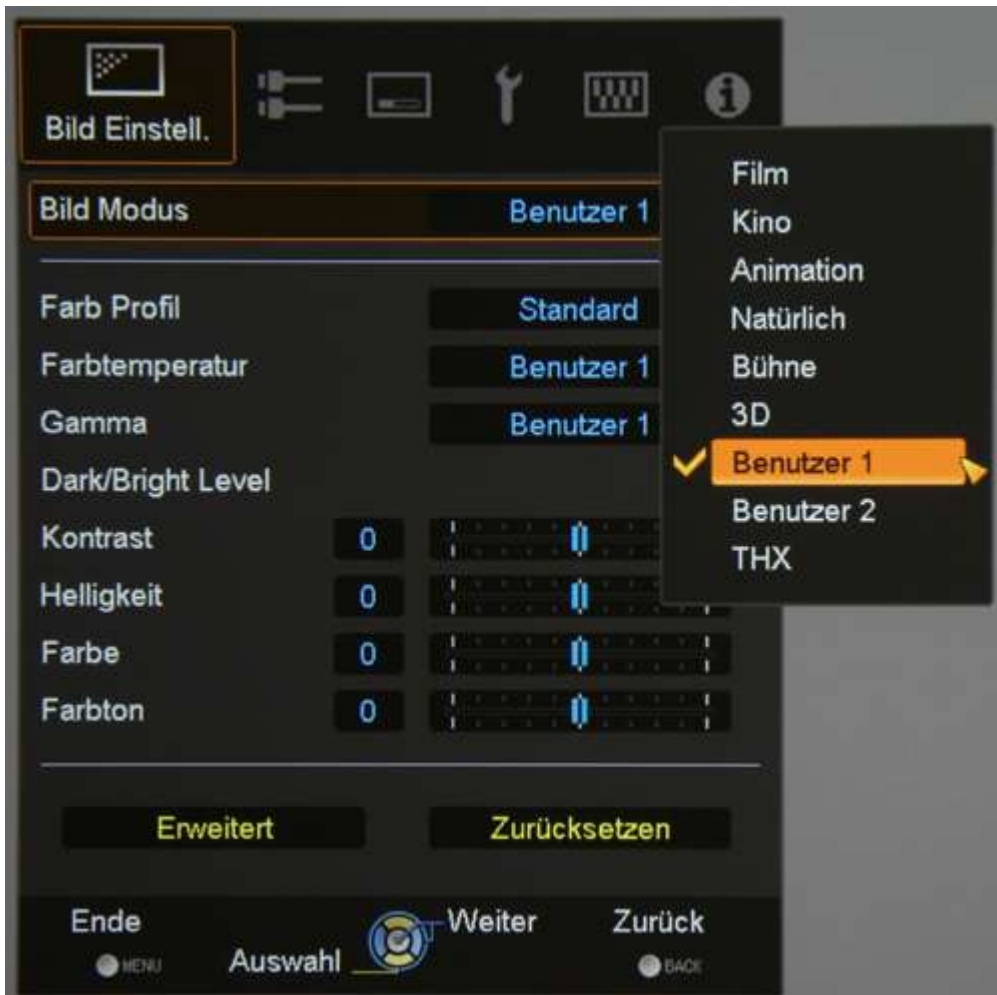 Bild Einstell.
Bild Modus Benutzer 1
Farb Profil Standard
Farbtemperatur Benutzer 1
Gamma Benutzer 1
Dark/Bright Level
Kontrast 0
Helligkeit 0
Farbe 0
Farbton 0
Erweitert Zurücksetzen
Film
Kino
Animation
Natürlich
Bühne
3D
Benutzer 1
Benutzer 2
THX
Ende Weiter Zurück
MENU Auswahl BACK